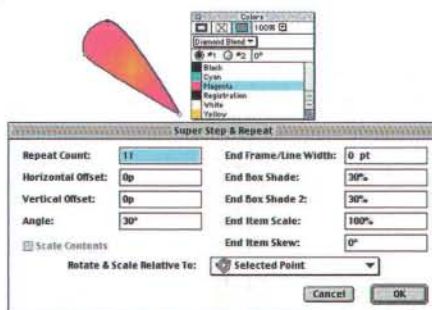 Colors
100%
Diamond Blend
#1 #2 0°
Black
Cyan
Magenta
Registration
White
Yellow
Super Step & Repeat
Repeat Count: 11 End Frame/Line Width: 0 pt
Horizontal Offset: 0p End Box Shade: 30%
Vertical Offset: 0p End Box Shade 2: 30%
Angle: 30° End Item Scale: 100%
Scale Contents End Item Skew: 0°
Rotate & Scale Relative To: Selected Point
Cancel OK